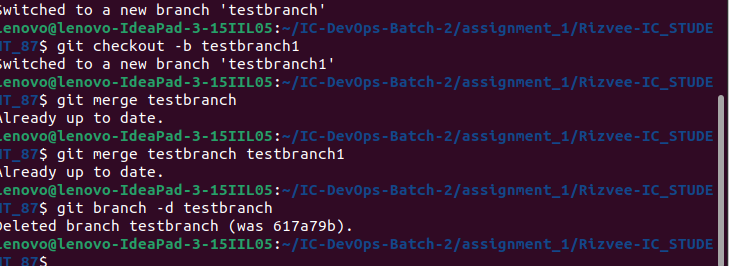 Switched to a new branch 'testbranch'
lenovo@lenovo-IdeaPad-3-15IIL05:~/IC-DevOps-Batch-2/assignment_1/Rizvee-IC_STUDE
NT_87$ git checkout -b testbranch1
Switched to a new branch 'testbranch1'
lenovo@lenovo-IdeaPad-3-15IIL05:~/IC-DevOps-Batch-2/assignment_1/Rizvee-IC_STUDE
NT_87$ git merge testbranch
Already up to date.
lenovo@lenovo-IdeaPad-3-15IIL05:~/IC-DevOps-Batch-2/assignment_1/Rizvee-IC_STUDE
NT_87$ git merge testbranch testbranch1
Already up to date.
lenovo@lenovo-IdeaPad-3-15IIL05:~/IC-DevOps-Batch-2/assignment_1/Rizvee-IC_STUDE
NT_87$ git branch -d testbranch
Deleted branch testbranch (was 617a79b).
lenovo@lenovo-IdeaPad-3-15IIL05:~/IC-DevOps-Batch-2/assignment_1/Rizvee-IC_STUDE
NT_87$